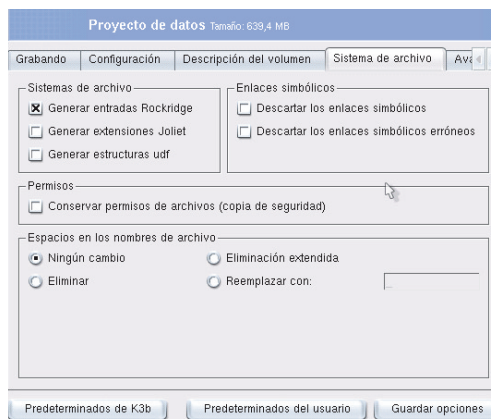 Proyecto de datos Tamaño: 639,4 MB
Grabando Configuración Descripción del volumen Sistema de archivo
Sistemas de archivo Enlaces simbólicos
Generar entradas Rockridge Descartar los enlaces simbólicos
Generar extensiones Joliet Descartar los enlaces simbólicos erróneos
Generar estructuras udf
Permisos
Conservar permisos de archivos (copia de seguridad)
Espacios en los nombres de archivo
Ningún cambio Eliminación extendida
Eliminar Reemplazar con:
Predeterminados de K3b Predeterminados del usuario Guardar opciones